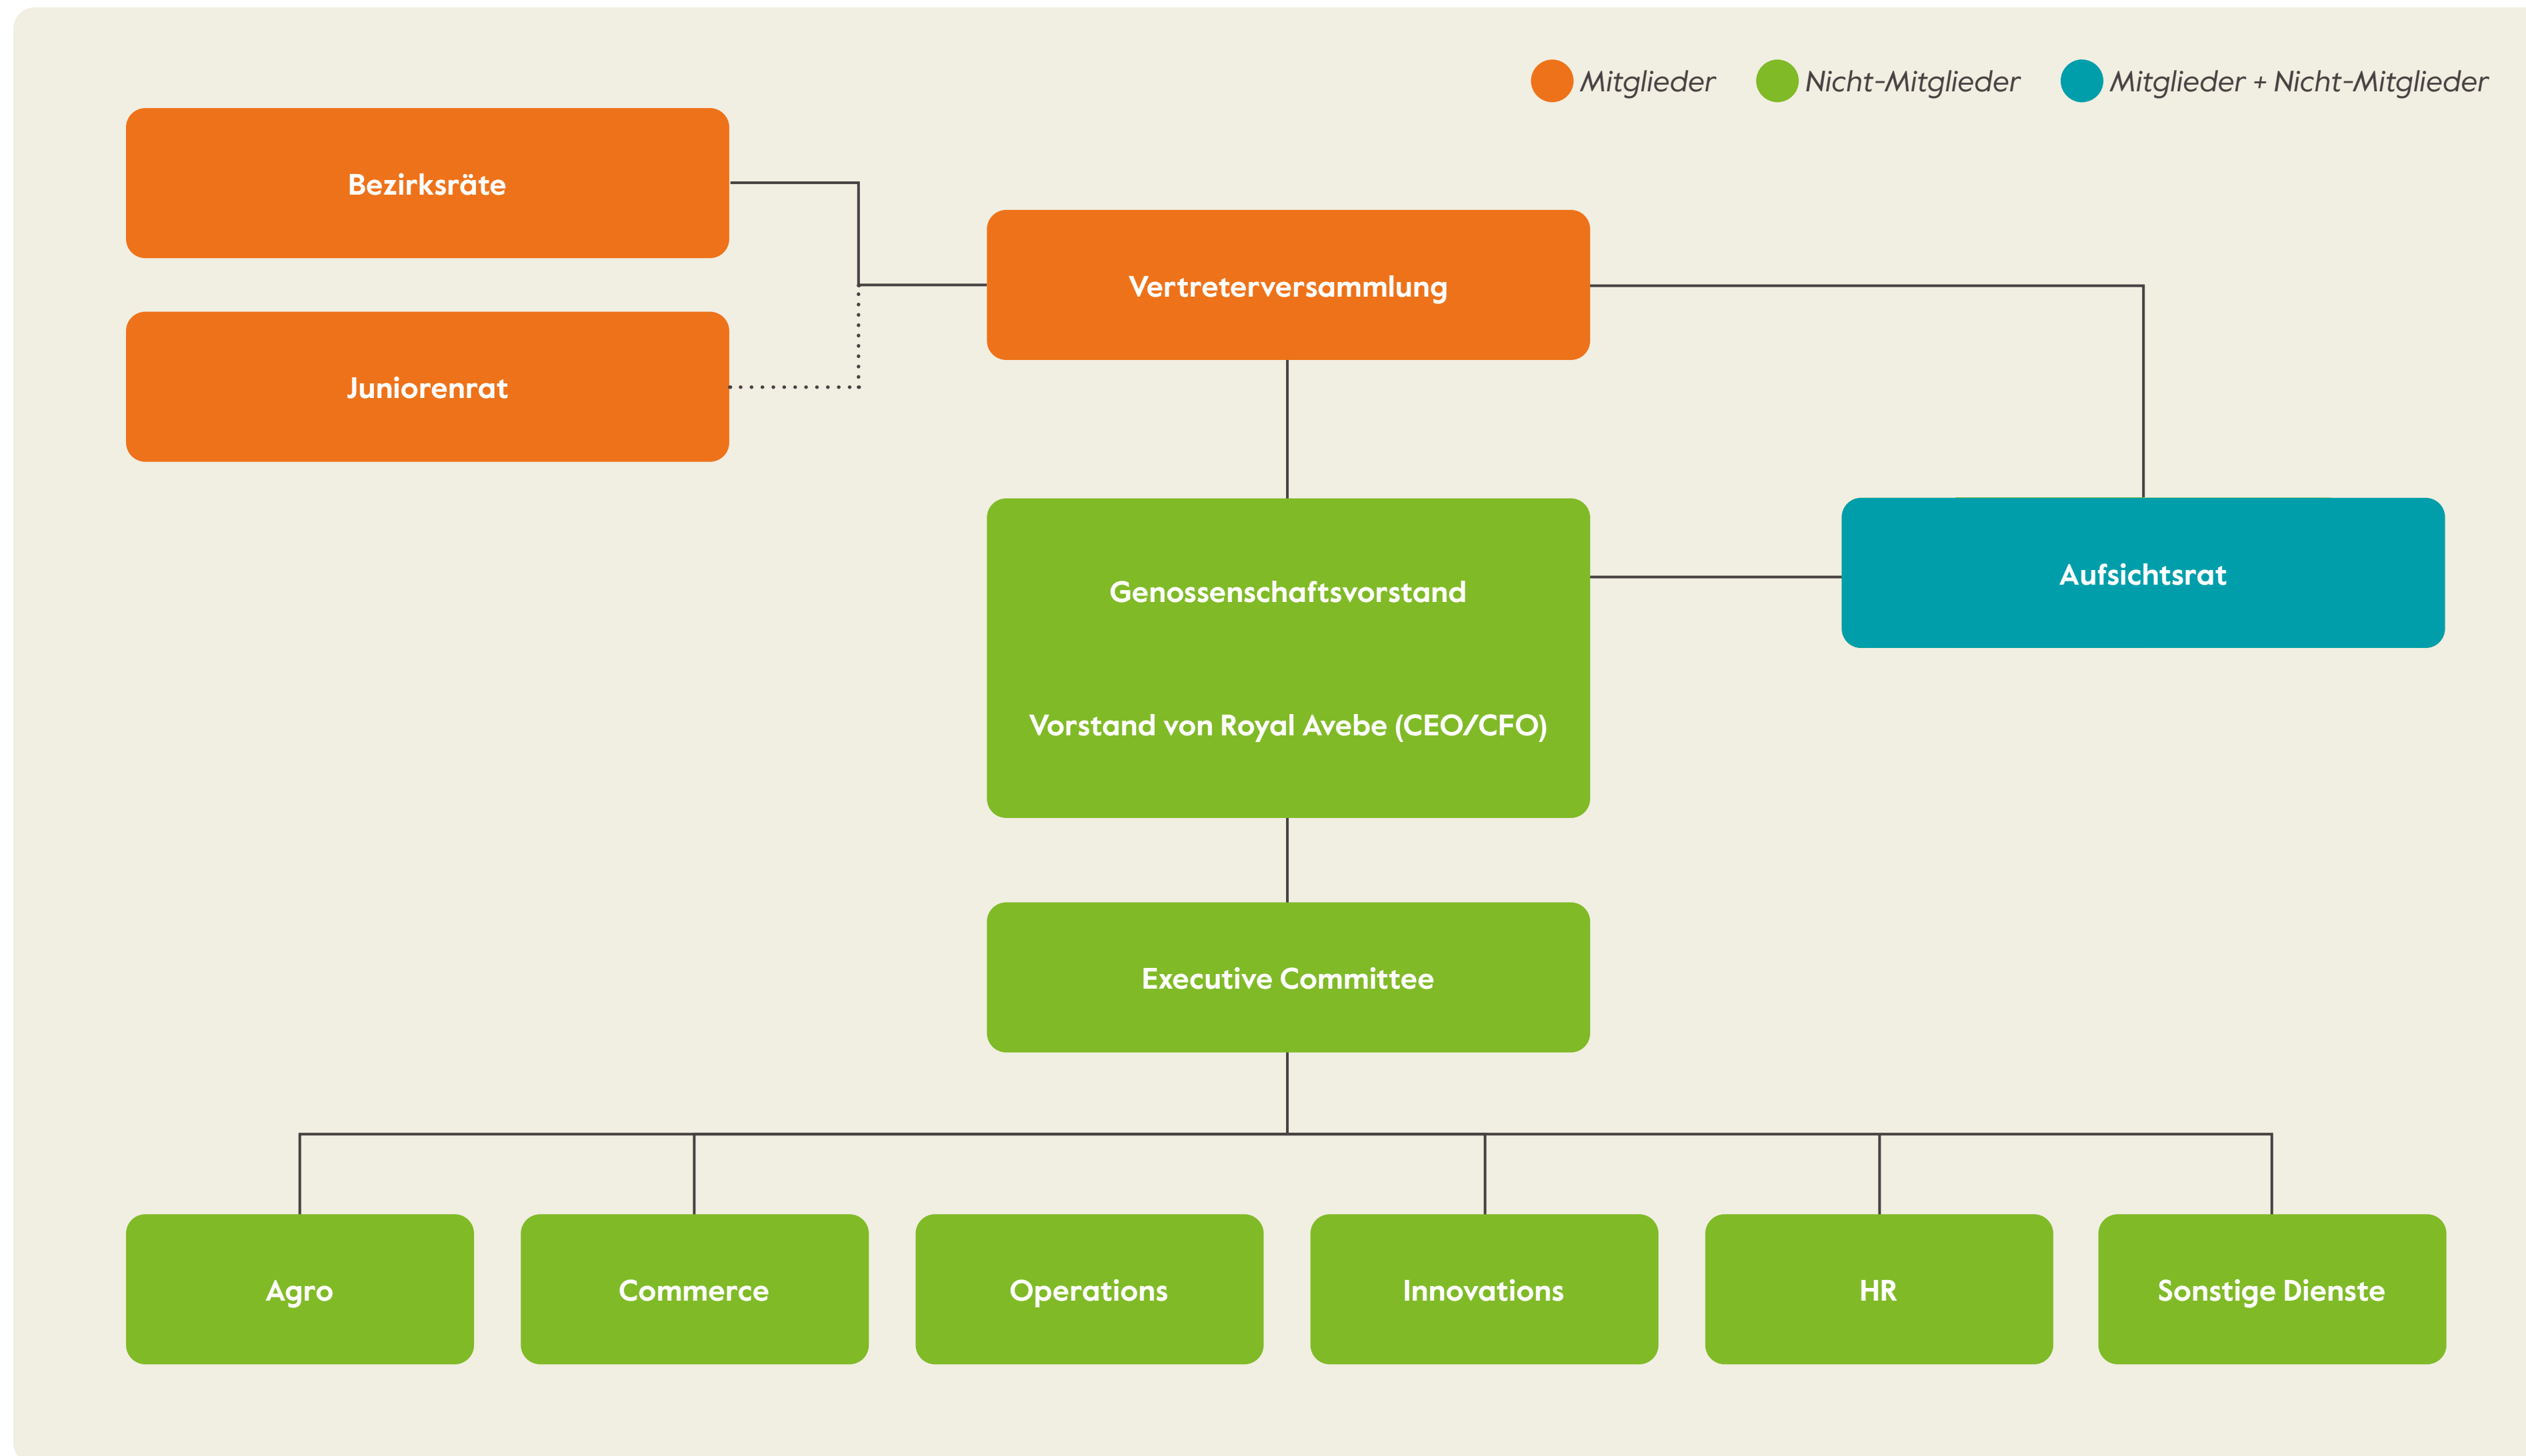 Mitglieder
Nicht-Mitglieder
Mitglieder + Nicht-Mitglieder
Bezirksräte
Vertreterversammlung
Juniorenrat
Genossenschaftsvorstand
Aufsichtsrat
Vorstand von Royal Avebe (CEO/CFO)
Executive Committee
Agro
Commerce
Operations
Innovations
HR
Sonstige Dienste